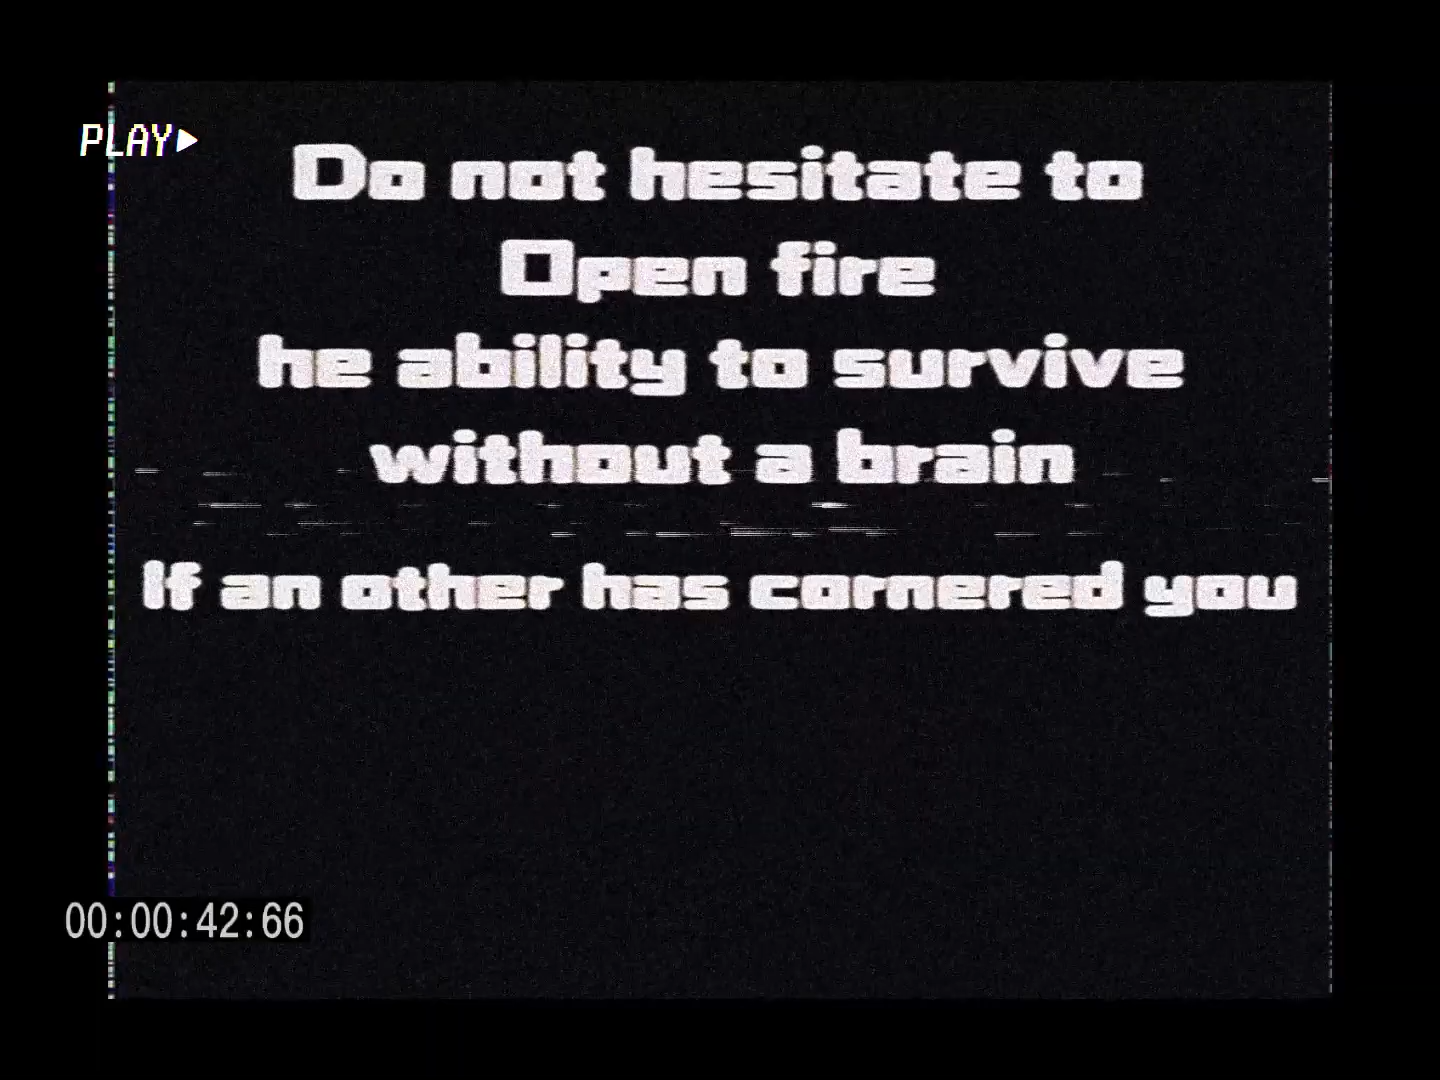 PLAY▶
Do not hesitate to
Open fire
he ability to survive
without a brain
If an other has cornered you
00:00:42:66